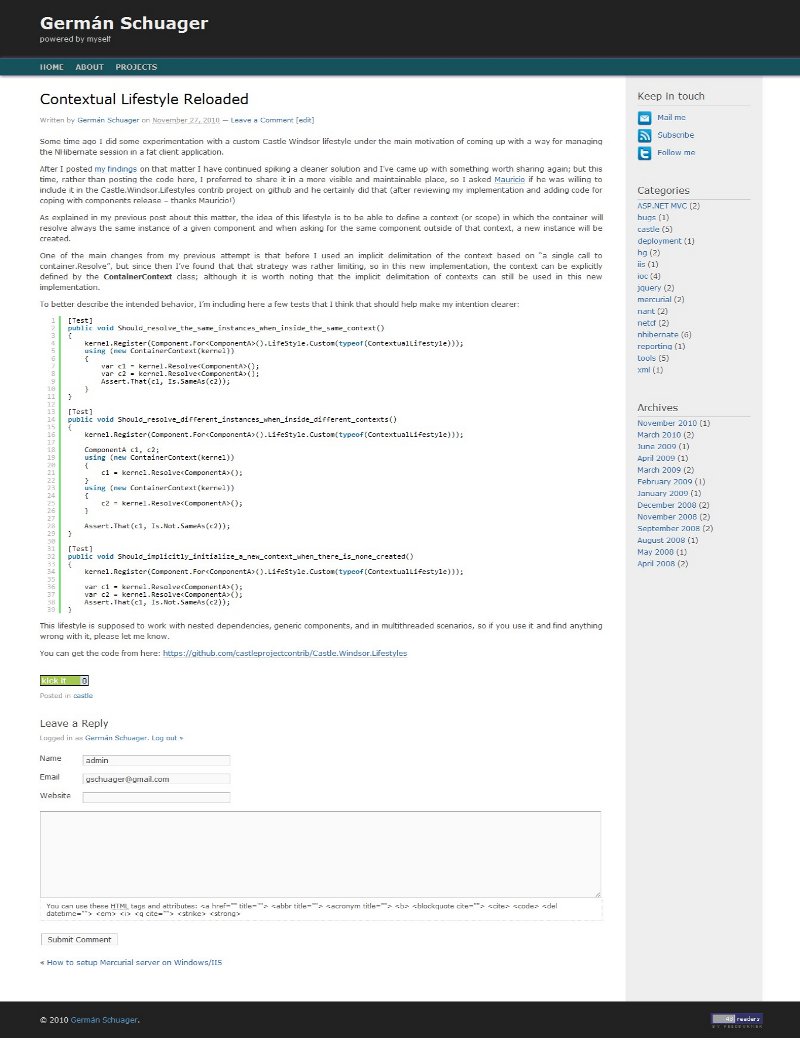 Germán Schuager
powered by myself
HOME ABOUT PROJECTS
Contextual Lifestyle Reloaded
Written by Germán Schuager on November 27, 2010 — Leave a Comment [edit]
Some time ago I did some experimentation with a custom Castle Windsor lifestyle under the main motivation of coming up with a way for managing
the NHibernate session in a fat client application.
After I posted my findings on that matter I have continued spiking a cleaner solution and I've came up with something worth sharing again; but this
time, rather than posting the code here, I preferred to share it in a more visible and maintainable place, so I asked Mauricio if he was willing to
include it in the Castle.Windsor.Lifestyles contrib project on github and he certainly did that (after reviewing my implementation and adding code for
coping with components release – thanks Mauricio!)
As explained in my previous post about this matter, the idea of this lifestyle is to be able to define a context (or scope) in which the container will
resolve always the same instance of a given component and when asking for the same component outside of that context, a new instance will be
created.
One of the main changes from my previous attempt is that before I used an implicit delimitation of the context based on "a single call to
container.Resolve", but since then I've found that that strategy was rather limiting, so in this new implementation, the context can be explicitly
defined by the ContainerContext class; although it is worth noting that the implicit delimitation of contexts can still be used in this new
implementation.
To better describe the intended behavior, I'm including here a few tests that I think that should help make my intention clearer:
1 [Test]
2 public void Should_resolve_the_same_instances_when_inside_the_same_context()
3 {
4 kernel.Register(Component.For<ComponentA>().LifeStyle.Custom(typeof(ContextualLifestyle)));
5 using (new ContainerContext(kernel))
6 {
7 var c1 = kernel.Resolve<ComponentA>();
8 var c2 = kernel.Resolve<ComponentA>();
9 Assert.That(c1, Is.SameAs(c2));
10 }
11 }
12
13 [Test]
14 public void Should_resolve_different_instances_when_inside_different_contexts()
15 {
16 kernel.Register(Component.For<ComponentA>().LifeStyle.Custom(typeof(ContextualLifestyle)));
17
18 ComponentA c1, c2;
19 using (new ContainerContext(kernel))
20 {
21 c1 = kernel.Resolve<ComponentA>();
22 }
23 using (new ContainerContext(kernel))
24 {
25 c2 = kernel.Resolve<ComponentA>();
26 }
27
28 Assert.That(c1, Is.Not.SameAs(c2));
29 }
30
31 [Test]
32 public void Should_implicitly_initialize_a_new_context_when_there_is_none_created()
33 {
34 kernel.Register(Component.For<ComponentA>().LifeStyle.Custom(typeof(ContextualLifestyle)));
35
36 var c1 = kernel.Resolve<ComponentA>();
37 var c2 = kernel.Resolve<ComponentA>();
38 Assert.That(c1, Is.Not.SameAs(c2));
39 }
This lifestyle is supposed to work with nested dependencies, generic components, and in multithreaded scenarios, so if you use it and find anything
wrong with it, please let me know.
You can get the code from here: https://github.com/castleprojectcontrib/Castle.Windsor.Lifestyles
kick it 0
Posted in castle
Leave a Reply
Logged in as Germán Schuager. Log out »
Name admin
Email gschuager@gmail.com
Website
You can use these HTML tags and attributes: <a href="" title=""> <abbr title=""> <acronym title=""> <b> <blockquote cite=""> <cite> <code> <del
datetime=""> <em> <i> <q cite=""> <strike> <strong>
Submit Comment
« How to setup Mercurial server on Windows/IIS
Keep in touch
Mail me
Subscribe
Follow me
Categories
ASP.NET MVC (2)
bugs (1)
castle (5)
deployment (1)
hg (2)
iis (1)
ioc (4)
jquery (2)
mercurial (2)
nant (2)
netcf (2)
nhibernate (6)
reporting (1)
tools (5)
xml (1)
Archives
November 2010 (1)
March 2010 (2)
June 2009 (1)
April 2009 (1)
March 2009 (2)
February 2009 (1)
January 2009 (1)
December 2008 (2)
November 2008 (2)
September 2008 (2)
August 2008 (1)
May 2008 (1)
April 2008 (2)
© 2010 Germán Schuager.
readers
BY FEEDBURNER